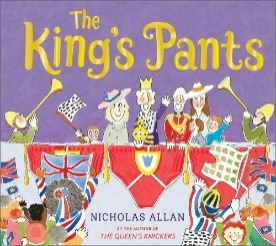 The
King's Pants
NICHOLAS ALLAN
BY THE AUTHOR OF
THE QUEEN'S KNICKERS